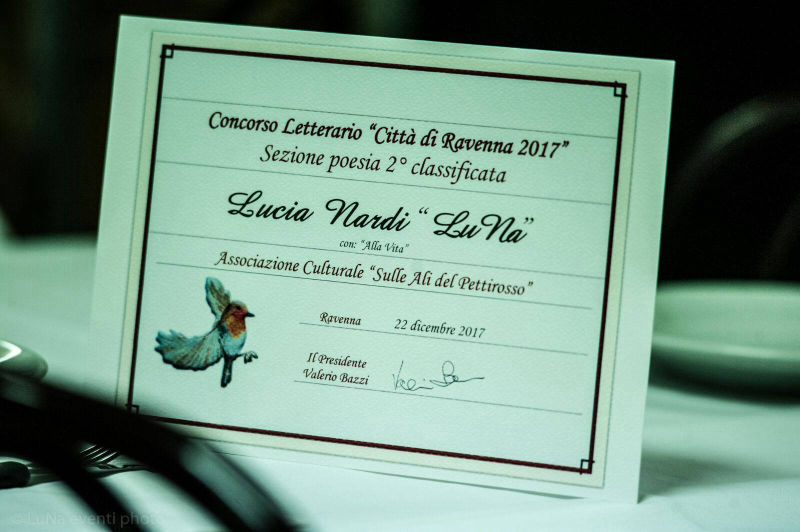 Concorso Letterario “Città di Ravenna 2017”
Sezione poesia 2° classificata
Lucia Nardi “LuNa”
con: “Alla Vita”
Associazione Culturale “Sulle Ali del Pettirosso”
Ravenna 22 dicembre 2017
Il Presidente
Valerio Bazzi
© LuNa eventi photo